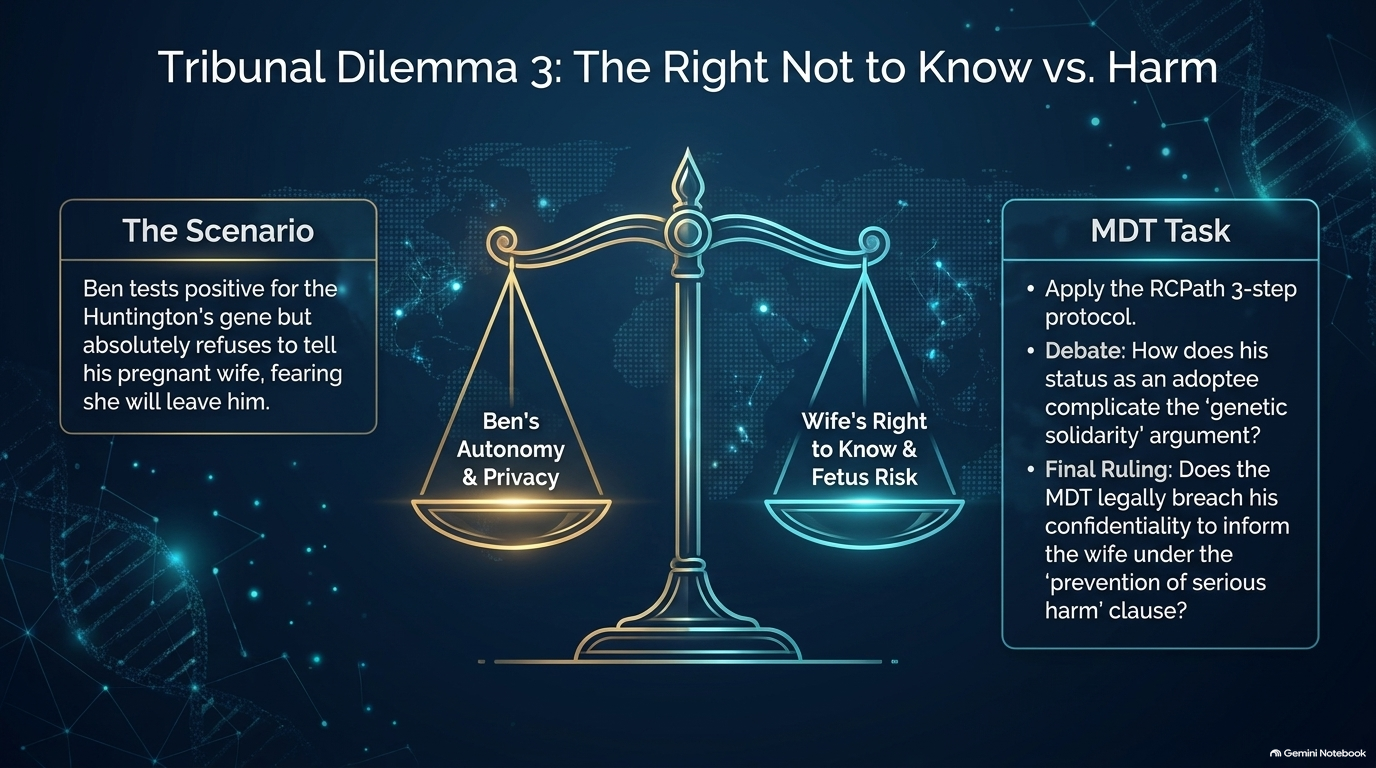 Tribunal Dilemma 3: The Right Not to Know vs. Harm
The Scenario
Ben tests positive for the
Huntington's gene but
absolutely refuses to tell
his pregnant wife, fearing
she will leave him.
Ben's
Autonomy
& Privacy
Wife's Right
to Know &
Fetus Risk
MDT Task
• Apply the RCPath 3-step
protocol.
• Debate: How does his
status as an adoptee
complicate the ‘genetic
solidarity’ argument?
• Final Ruling: Does the
MDT legally breach his
confidentiality to inform
the wife under the
‘prevention of serious
harm’ clause?
Gemini Notebook